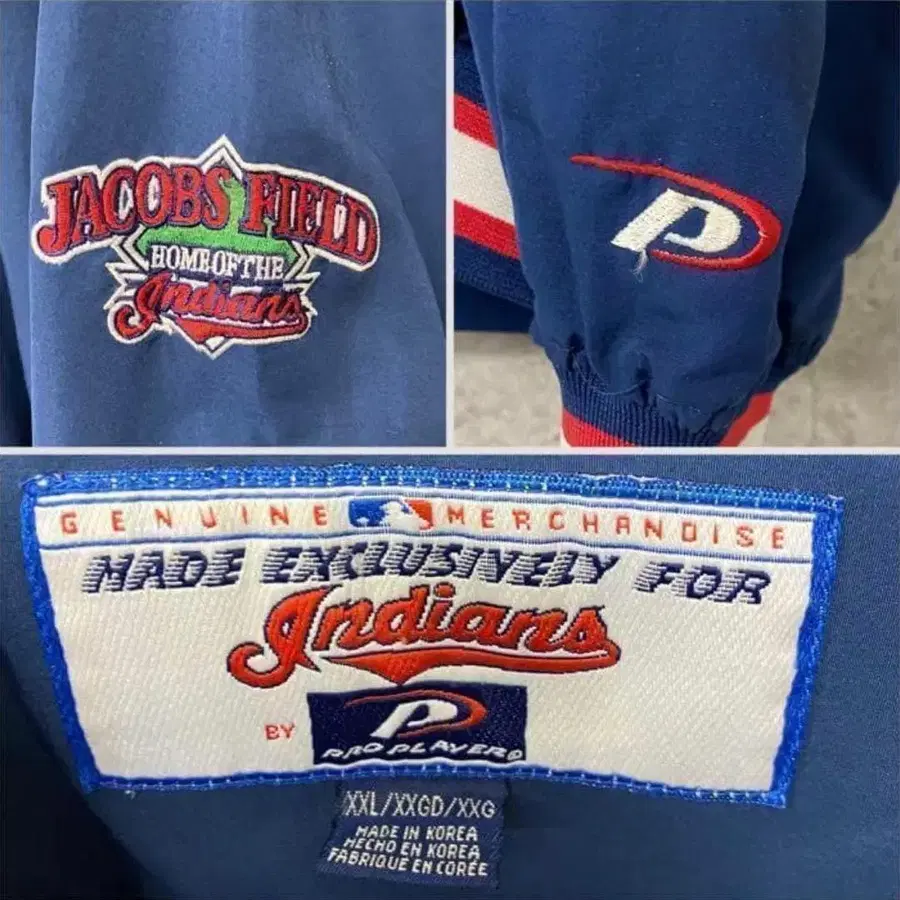 JACOBS FIELD
HOME OF THE
Indians
P
GENUINE MERCHANDISE
MADE EXCLUSIVELY FOR
Indians
BY P
PRO PLAYER®
XXL/XXGD/XXG
MADE IN KOREA
HECHO EN KOREA
FABRIQUE EN CORÉE